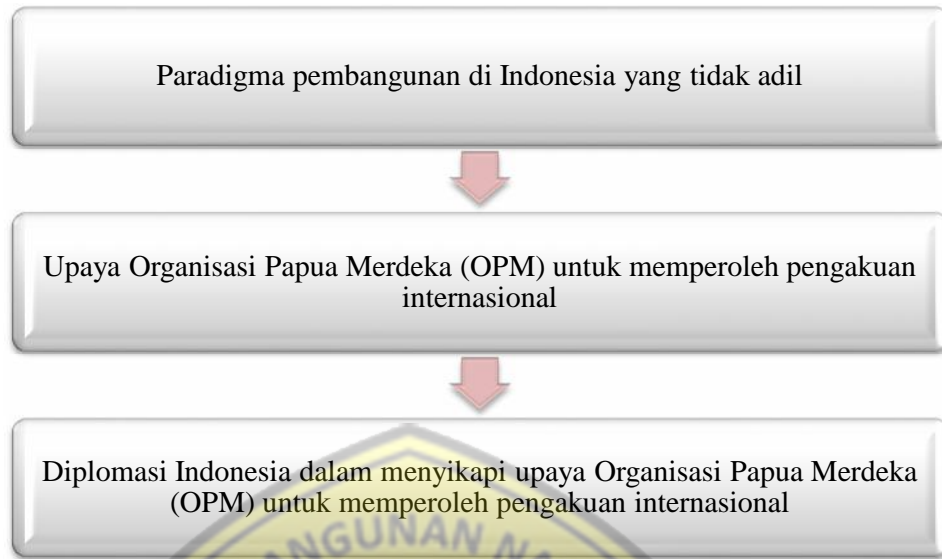 Paradigma pembangunan di Indonesia yang tidak adil
Upaya Organisasi Papua Merdeka (OPM) untuk memperoleh pengakuan
internasional
Diplomasi Indonesia dalam menyikapi upaya Organisasi Papua Merdeka
(OPM) untuk memperoleh pengakuan internasional